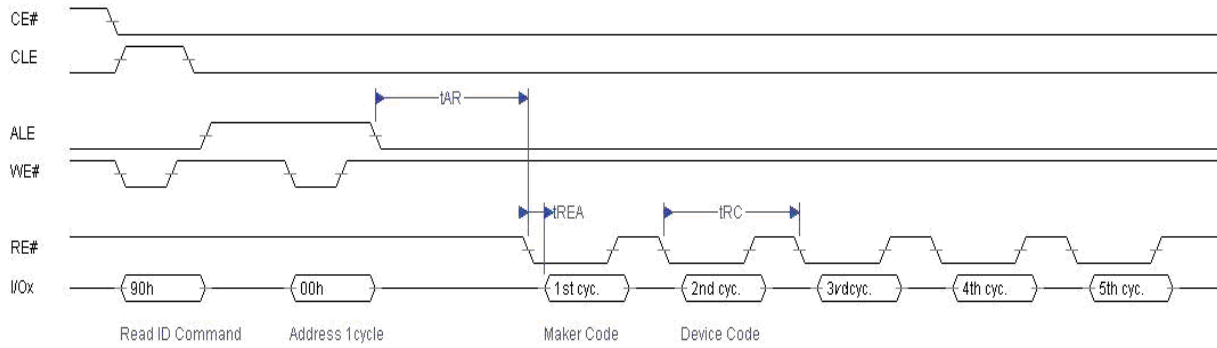 CE#
CLE
tAR
ALE
WE#
tREA
tRC
RE#
I/Ox
90h
00h
1st cyc.
2nd cyc.
3rdcyc.
4th cyc.
5th cyc.
Read ID Command
Address 1cycle
Maker Code
Device Code